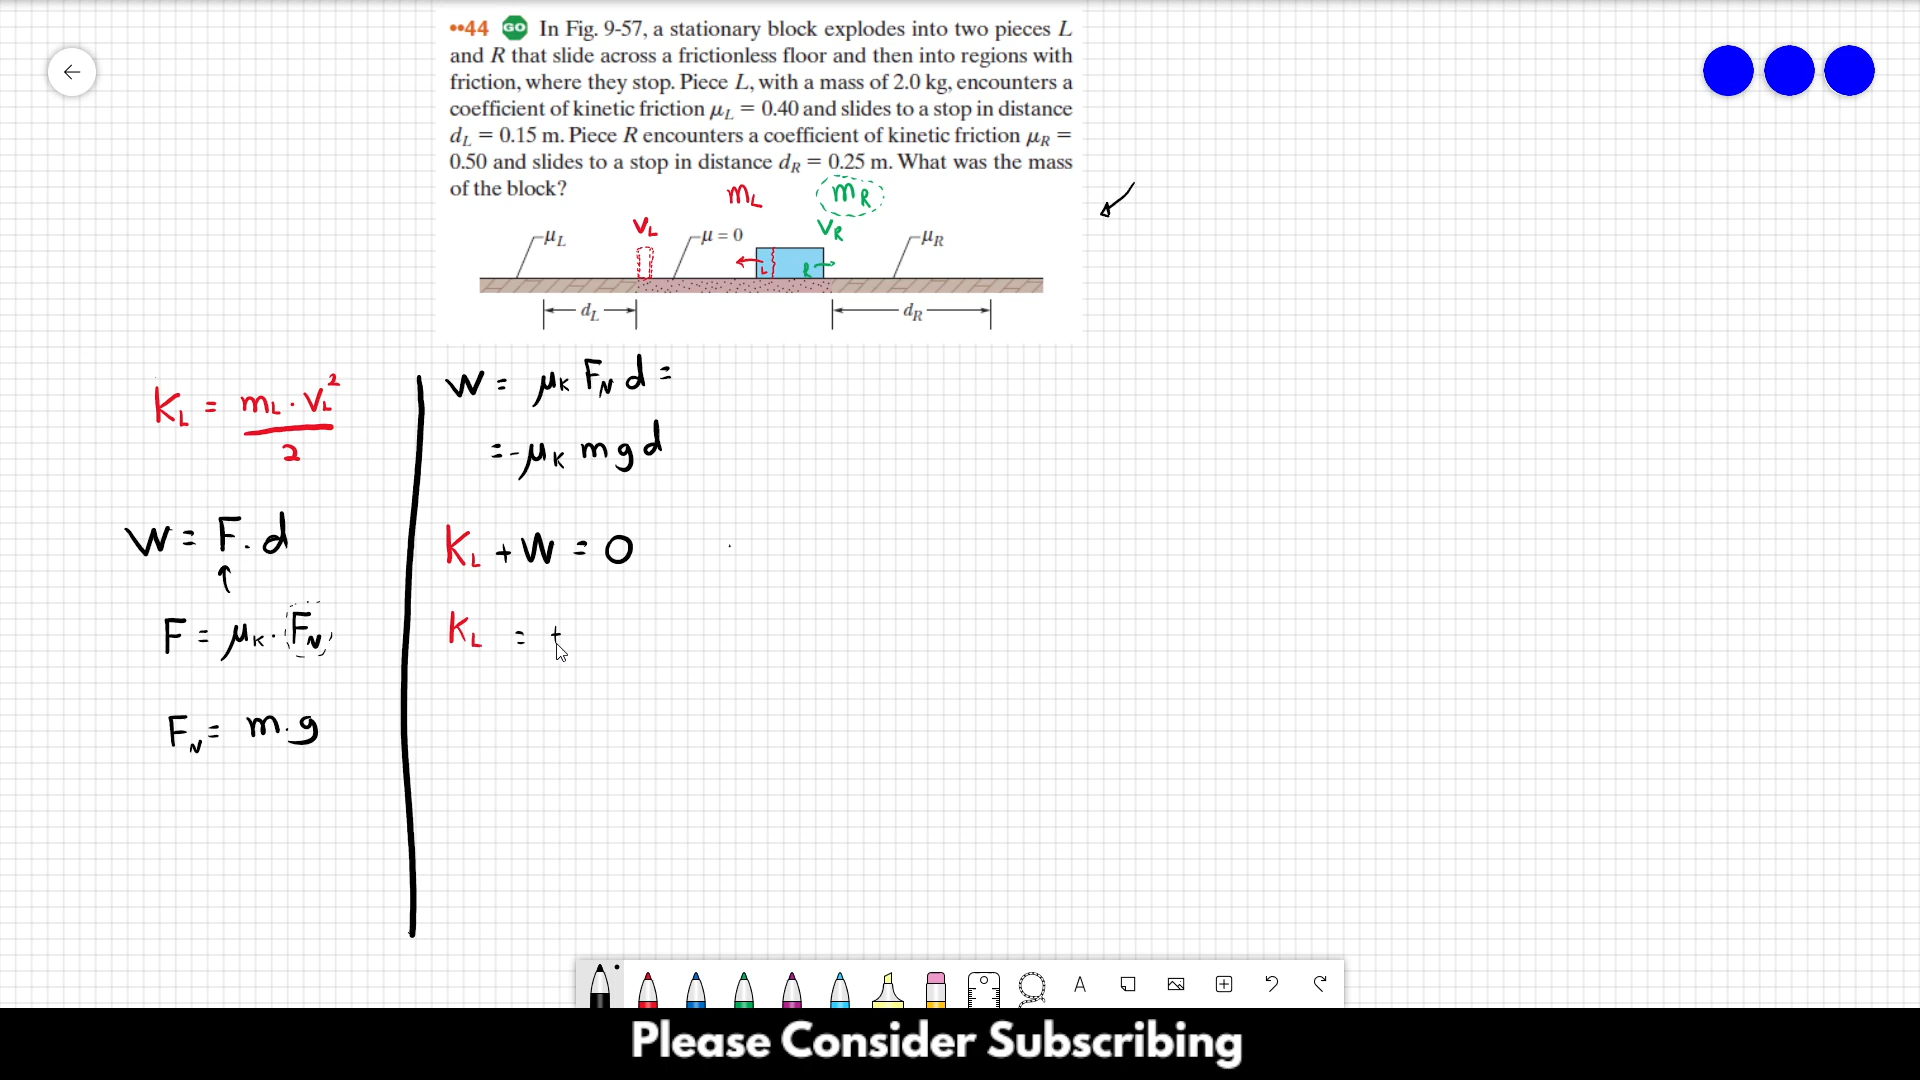 ••44 GO In Fig. 9-57, a stationary block explodes into two pieces L
and R that slide across a frictionless floor and then into regions with
friction, where they stop. Piece L, with a mass of 2.0 kg, encounters a
coefficient of kinetic friction μL = 0.40 and slides to a stop in distance
dL = 0.15 m. Piece R encounters a coefficient of kinetic friction μR =
0.50 and slides to a stop in distance dR = 0.25 m. What was the mass
of the block?
mL mR
vL vR
μL μ = 0 μR
L R
dL dR
KL = mL · vL² / 2
W = F · d
F = μK · FN
FN = m · g
W = μK FN d =
= -μK m g d
KL + W = 0
KL = +
A
Please Consider Subscribing